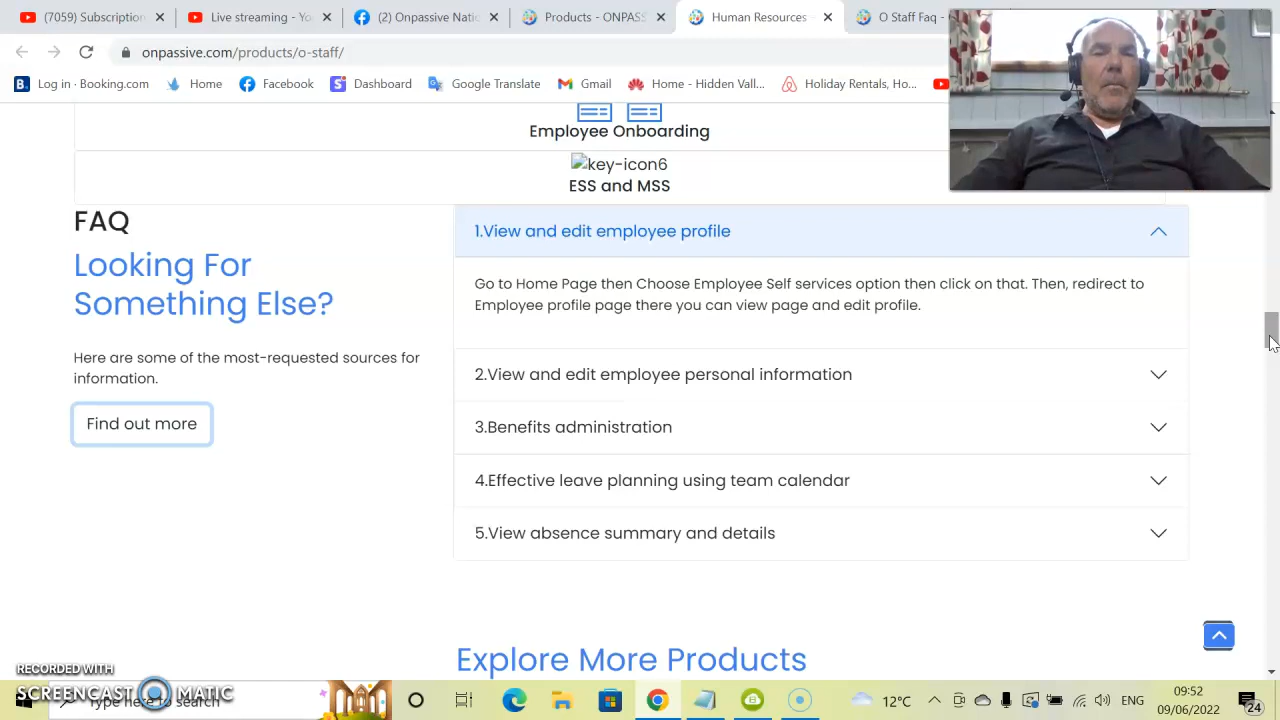 (7059) Subscription
Live streaming - Yo
(2) Onpassive Natio
Products - ONPASS
Human Resources
O Staff Faq -
onpassive.com/products/o-staff/
Log in · Booking.com
Home
Facebook
Dashboard
Google Translate
Gmail
Home - Hidden Vall...
Holiday Rentals, Ho...
Employee Onboarding
key-icon6
ESS and MSS
FAQ
Looking For
Something Else?
Here are some of the most-requested sources for
information.
Find out more
1.View and edit employee profile
Go to Home Page then Choose Employee Self services option then click on that. Then, redirect to
Employee profile page there you can view page and edit profile.
2.View and edit employee personal information
3.Benefits administration
4.Effective leave planning using team calendar
5.View absence summary and details
Explore More Products
RECORDED WITH
SCREENCAST MATIC
Type here to search
12°C
ENG
09:52
09/06/2022
24